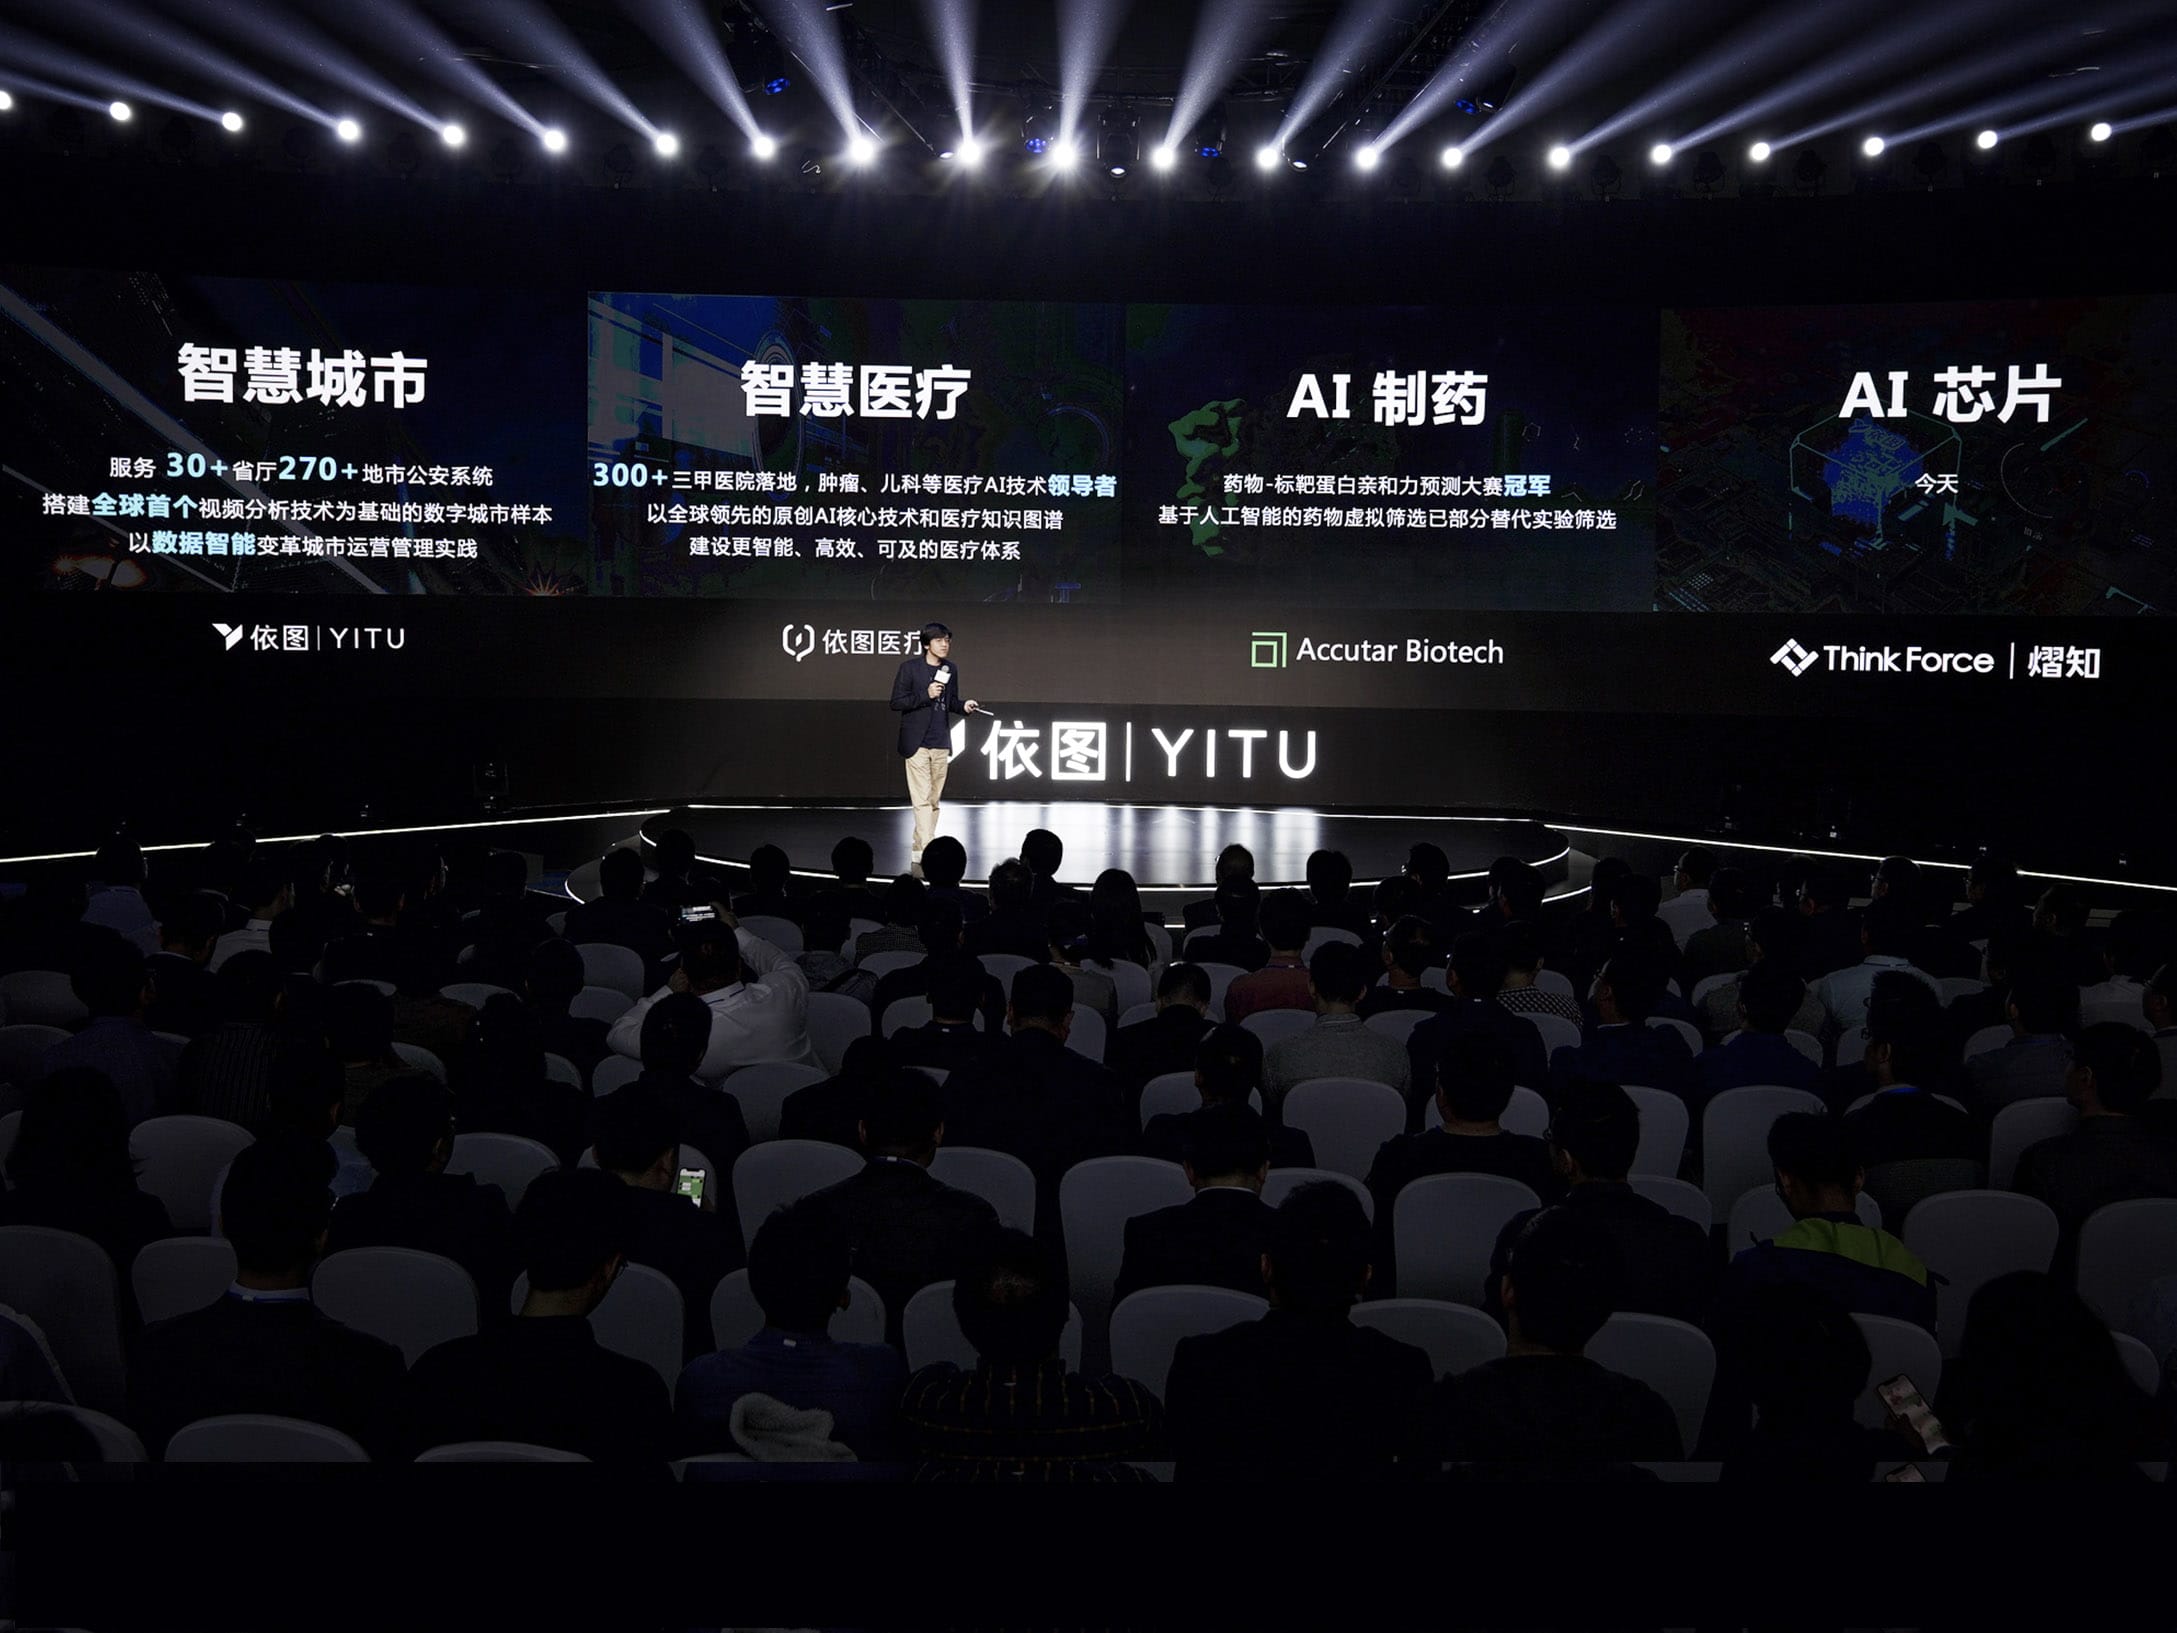 智慧城市
服务 30+省厅270+地市公安系统
搭建全球首个视频分析技术为基础的数字城市样本
以数据智能变革城市运营管理实践
依图|YITU
智慧医疗
300+三甲医院落地，肿瘤、儿科等医疗AI技术领导者
以全球领先的原创AI核心技术和医疗知识图谱
建设更智能、高效、可及的医疗体系
依图医疗
AI 制药
药物-标靶蛋白亲和力预测大赛冠军
基于人工智能的药物虚拟筛选已部分替代实验筛选
Accutar Biotech
AI 芯片
今天
ThinkForce|熠知
依图|YITU